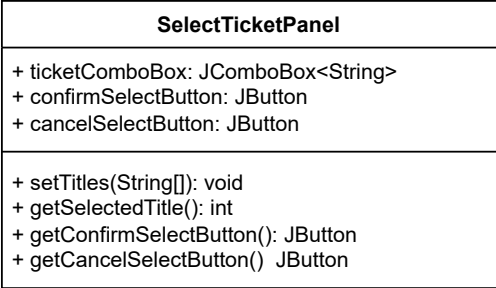 SelectTicketPanel
+ ticketComboBox: JComboBox<String>
+ confirmSelectButton: JButton
+ cancelSelectButton: JButton
+ setTitles(String[]): void
+ getSelectedTitle(): int
+ getConfirmSelectButton(): JButton
+ getCancelSelectButton()  JButton